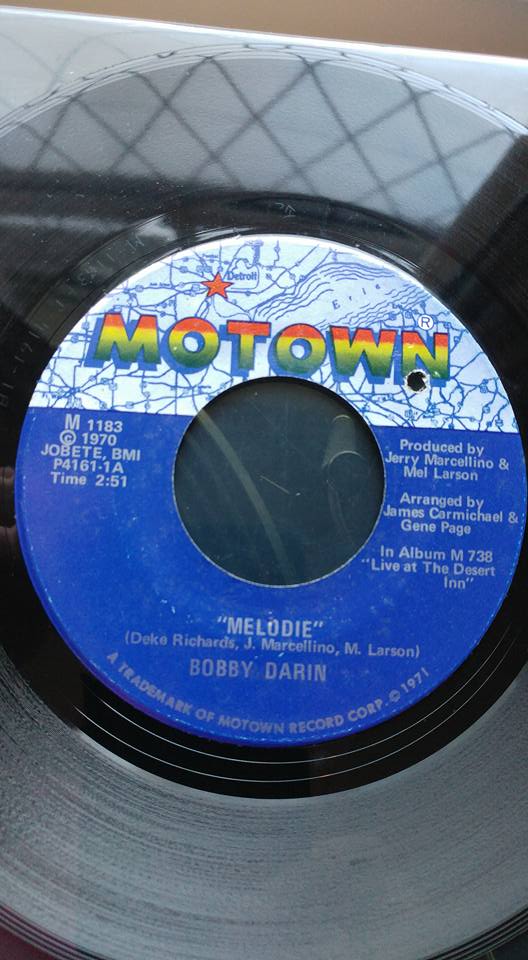 Detroit
Erie
MOTOWN®
M 1183
© 1970
JOBETE, BMI
P4161-1A
Time 2:51
Produced by
Jerry Marcellino &
Mel Larson
Arranged by
James Carmichael &
Gene Page
In Album M 738
"Live at The Desert
Inn"
"MELODIE"
(Deke Richards, J. Marcellino, M. Larson)
BOBBY DARIN
A TRADEMARK OF MOTOWN RECORD CORP. © 1971